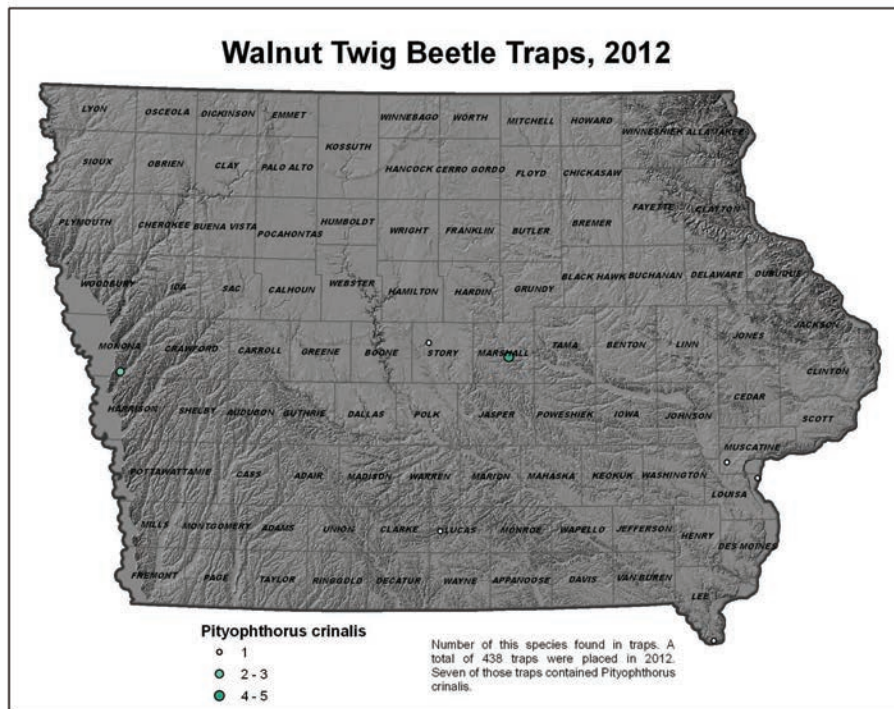 Walnut Twig Beetle Traps, 2012
LYON OSCEOLA DICKINSON EMMET WINNEBAGO WORTH MITCHELL HOWARD WINNESHIEK ALLAMAKEE
KOSSUTH
SIOUX OBRIEN CLAY PALO ALTO HANCOCK CERRO GORDO FLOYD CHICKASAW
PLYMOUTH CHEROKEE BUENA VISTA POCAHONTAS HUMBOLDT WRIGHT FRANKLIN BUTLER BREMER FAYETTE CLAYTON
WOODBURY IDA SAC CALHOUN WEBSTER HAMILTON HARDIN GRUNDY BLACK HAWK BUCHANAN DELAWARE DUBUQUE
MONONA CRAWFORD CARROLL GREENE BOONE STORY MARSHALL TAMA BENTON LINN JONES JACKSON
CLINTON
HARRISON SHELBY AUDUBON GUTHRIE DALLAS POLK JASPER POWESHIEK IOWA JOHNSON CEDAR SCOTT
MUSCATINE
POTTAWATTAMIE CASS ADAIR MADISON WARREN MARION MAHASKA KEOKUK WASHINGTON LOUISA
MILLS MONTGOMERY ADAMS UNION CLARKE LUCAS MONROE WAPELLO JEFFERSON HENRY DES MOINES
FREMONT PAGE TAYLOR RINGGOLD DECATUR WAYNE APPANOOSE DAVIS VAN BUREN LEE
Pityophthorus crinalis
1
2 - 3
4 - 5
Number of this species found in traps. A
total of 438 traps were placed in 2012.
Seven of those traps contained Pityophthorus
crinalis.